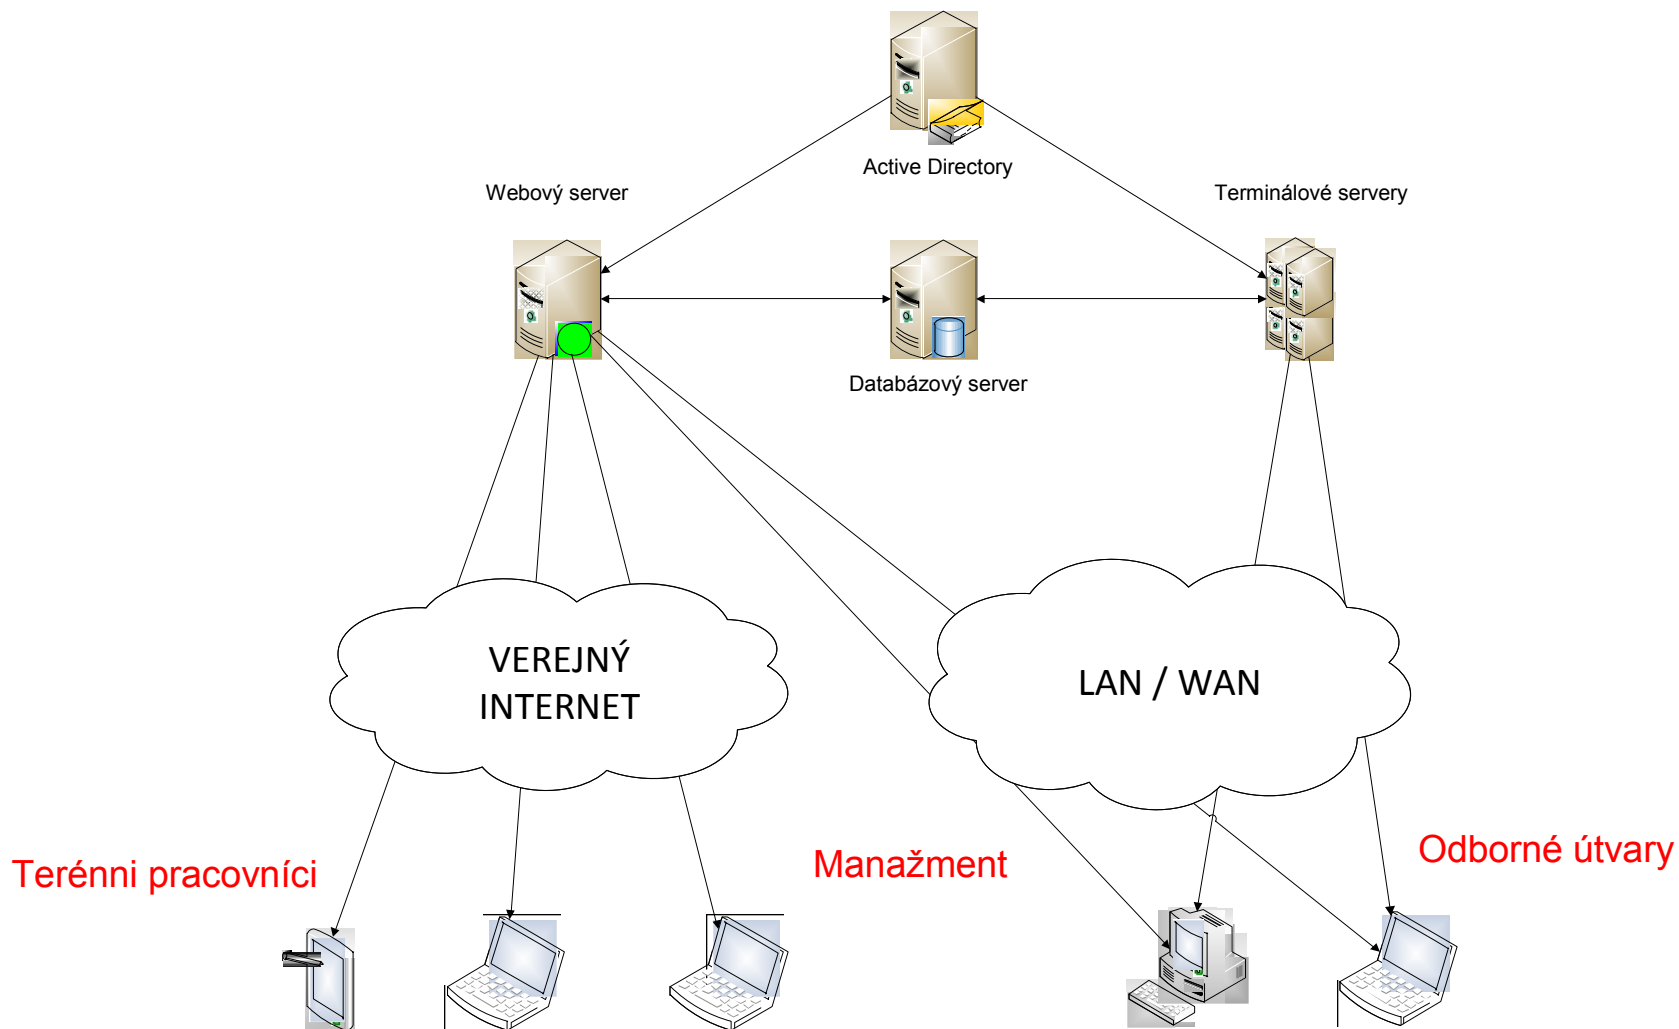 Active Directory
Webový server
Terminálové servery
Databázový server
VEREJNÝ
INTERNET
LAN / WAN
Terénni pracovníci
Manažment
Odborné útvary